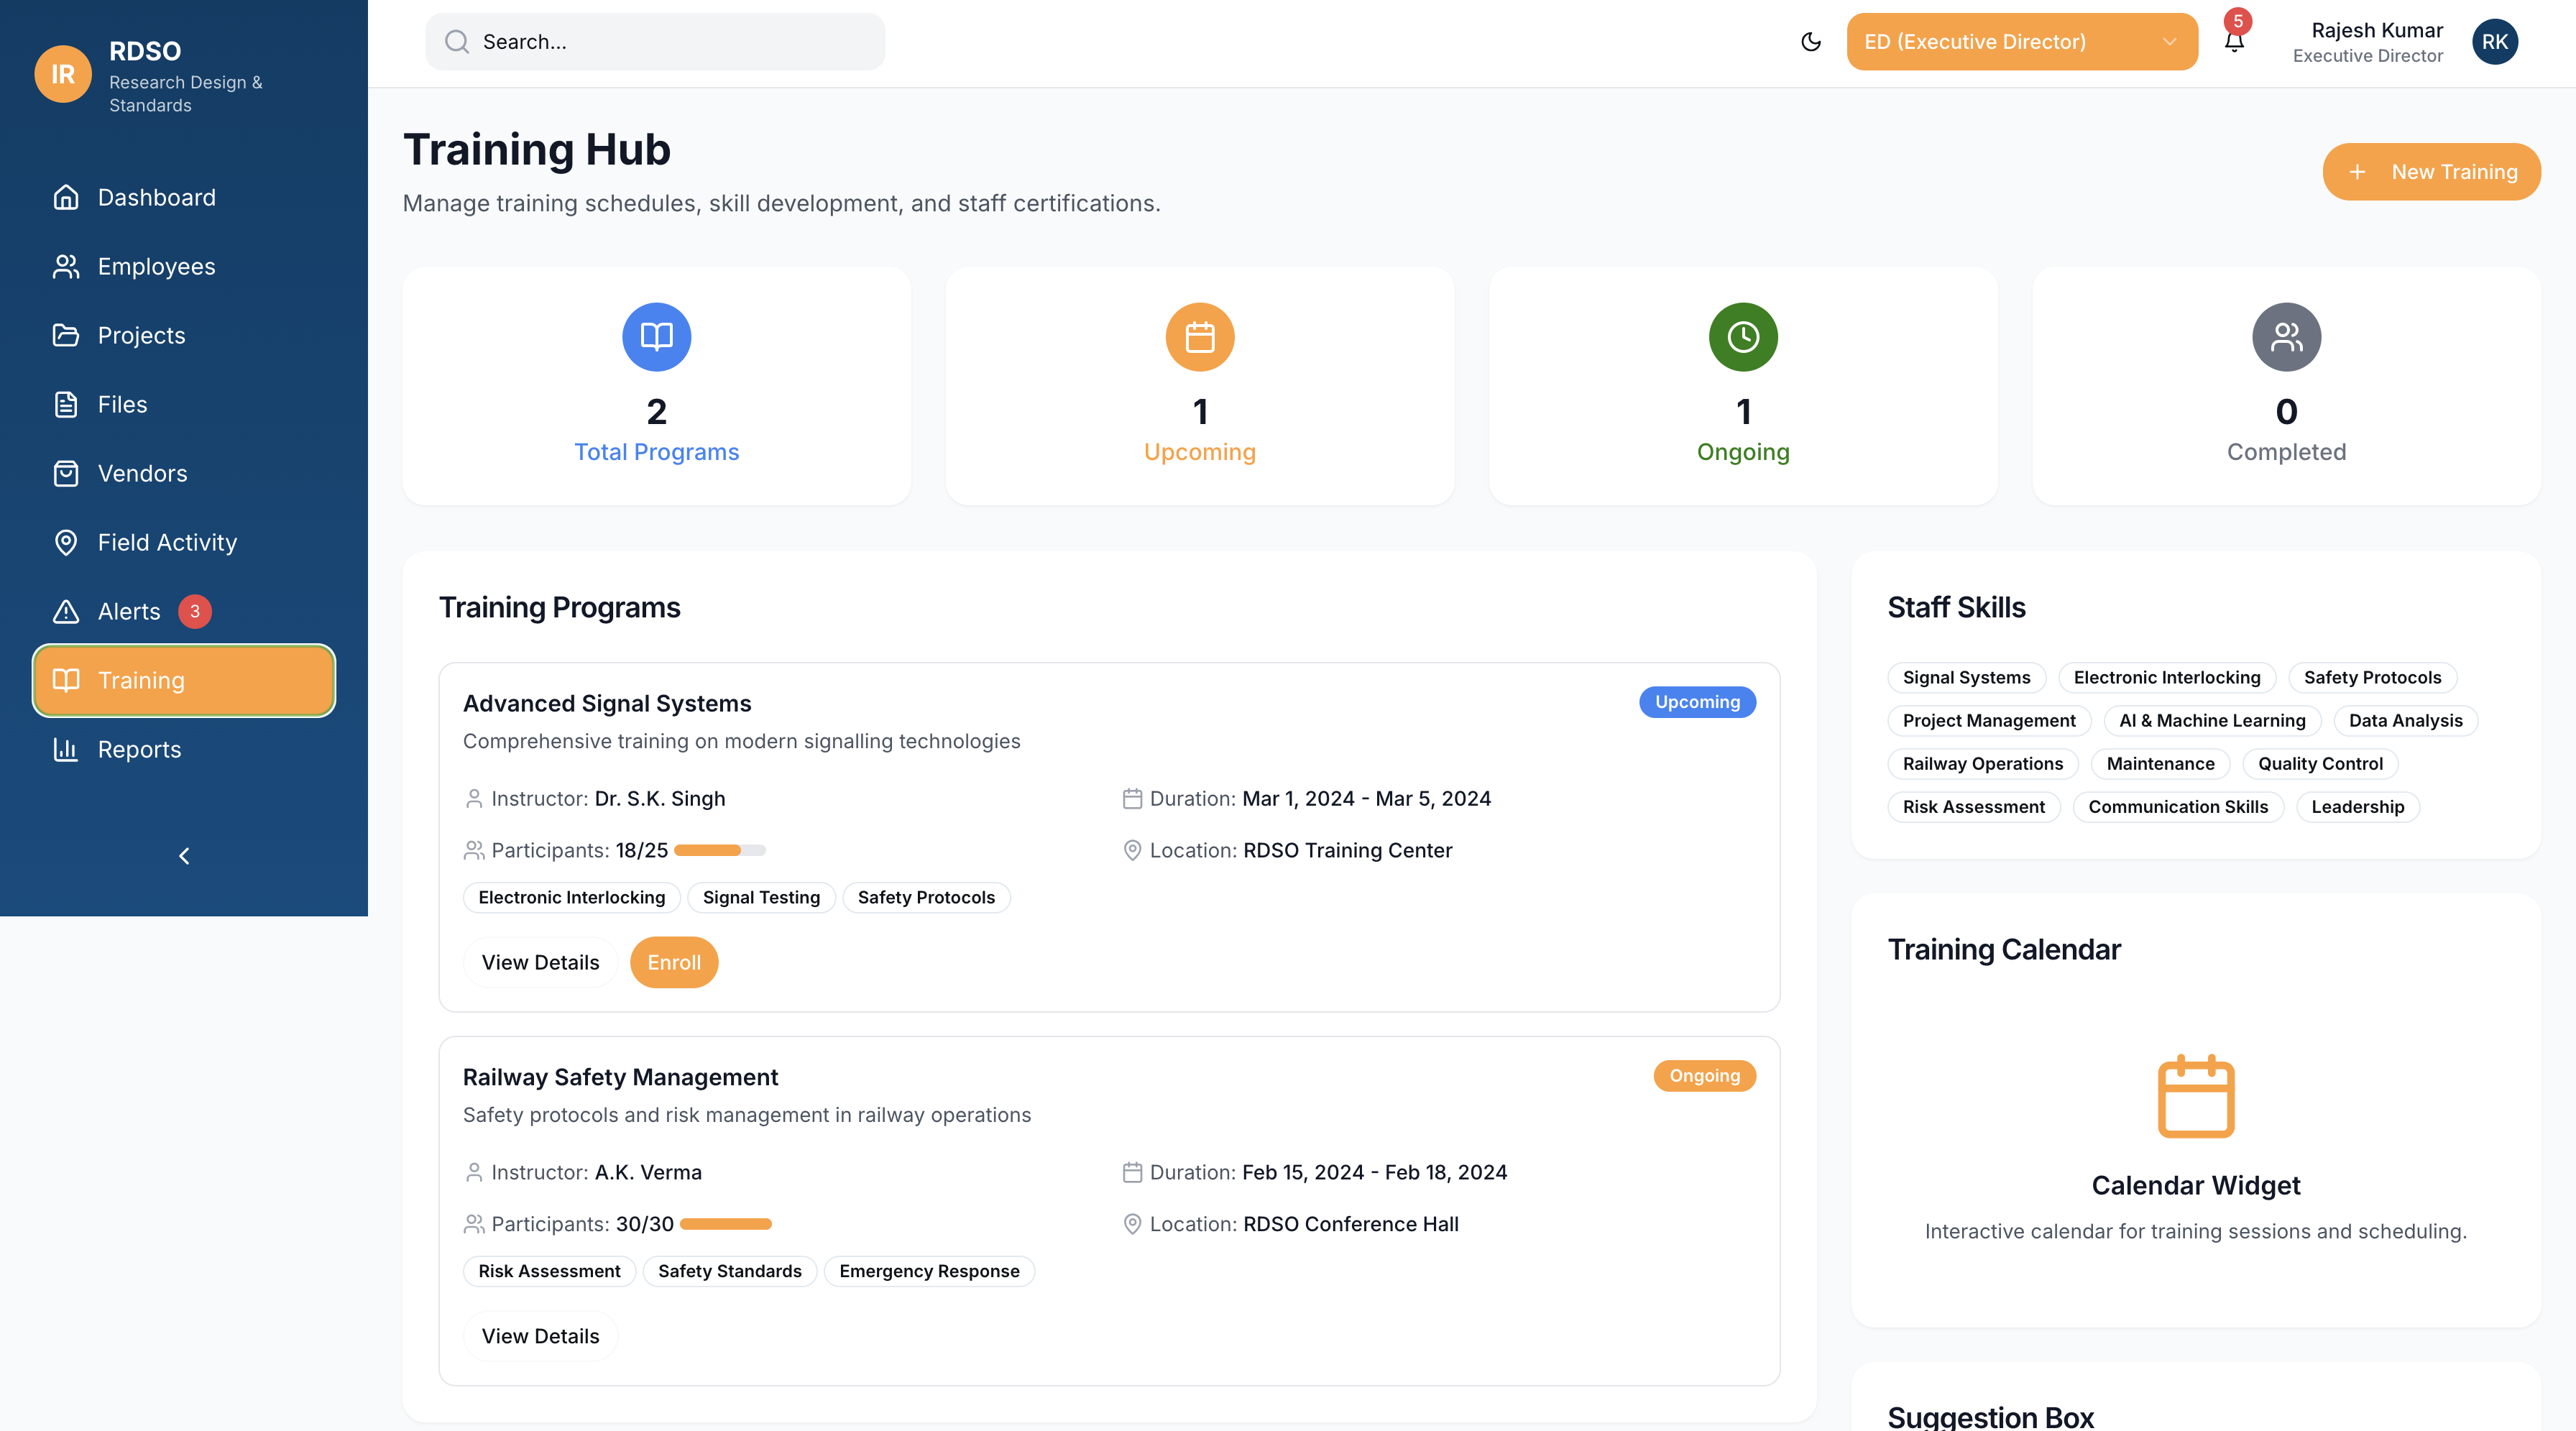 IR
RDSO
Research Design &
Standards
Dashboard
Employees
Projects
Files
Vendors
Field Activity
Alerts 3
Training
Reports
Search...
ED (Executive Director)
5
Rajesh Kumar
Executive Director
RK
Training Hub
Manage training schedules, skill development, and staff certifications.
New Training
2
Total Programs
1
Upcoming
1
Ongoing
0
Completed
Training Programs
Advanced Signal Systems
Upcoming
Comprehensive training on modern signalling technologies
Instructor: Dr. S.K. Singh
Duration: Mar 1, 2024 - Mar 5, 2024
Participants: 18/25
Location: RDSO Training Center
Electronic Interlocking Signal Testing Safety Protocols
View Details Enroll
Railway Safety Management
Ongoing
Safety protocols and risk management in railway operations
Instructor: A.K. Verma
Duration: Feb 15, 2024 - Feb 18, 2024
Participants: 30/30
Location: RDSO Conference Hall
Risk Assessment Safety Standards Emergency Response
View Details
Staff Skills
Signal Systems Electronic Interlocking Safety Protocols
Project Management AI & Machine Learning Data Analysis
Railway Operations Maintenance Quality Control
Risk Assessment Communication Skills Leadership
Training Calendar
Calendar Widget
Interactive calendar for training sessions and scheduling.
Suggestion Box